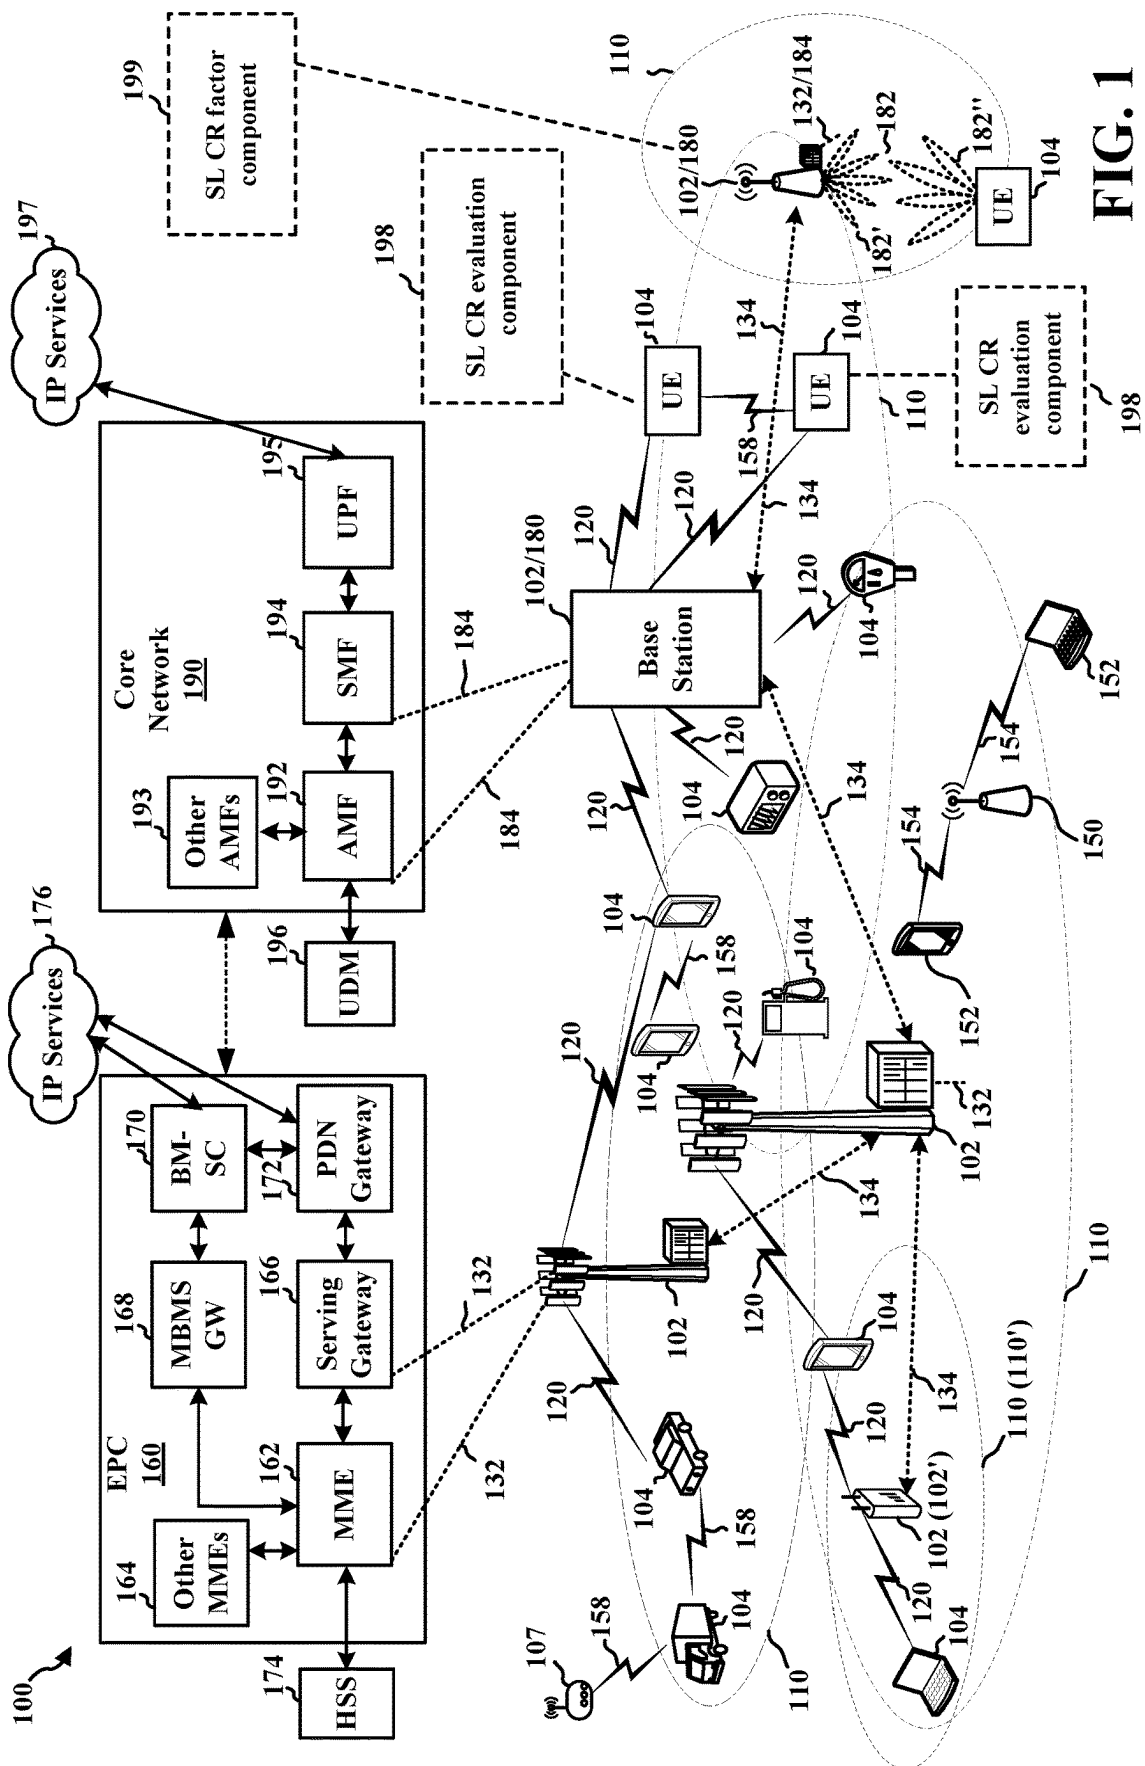 100
EPC
160
164
Other
MMEs
168
MBMS
GW
170
BM-
SC
176
IP Services
174
HSS
162
MME
166
Serving
Gateway
172
PDN
Gateway
132
132
Core
Network
190
193
Other
AMFs
196
UDM
192
AMF
194
SMF
195
UPF
197
IP Services
184
184
199
SL CR factor
component
198
SL CR evaluation
component
110
102/180
132/184
182'
182
182''
UE
104
UE
104
158
UE
104
134
110
SL CR
evaluation
component
198
102/180
Base
Station
120
120
120
120
120
134
134
104
104
104
104
158
120
107
158
104
158
104
120
102
110
120
104
134
120
132
102
104
120
134
102 (102')
120
104
110 (110')
110
152
154
150
154
152
FIG. 1